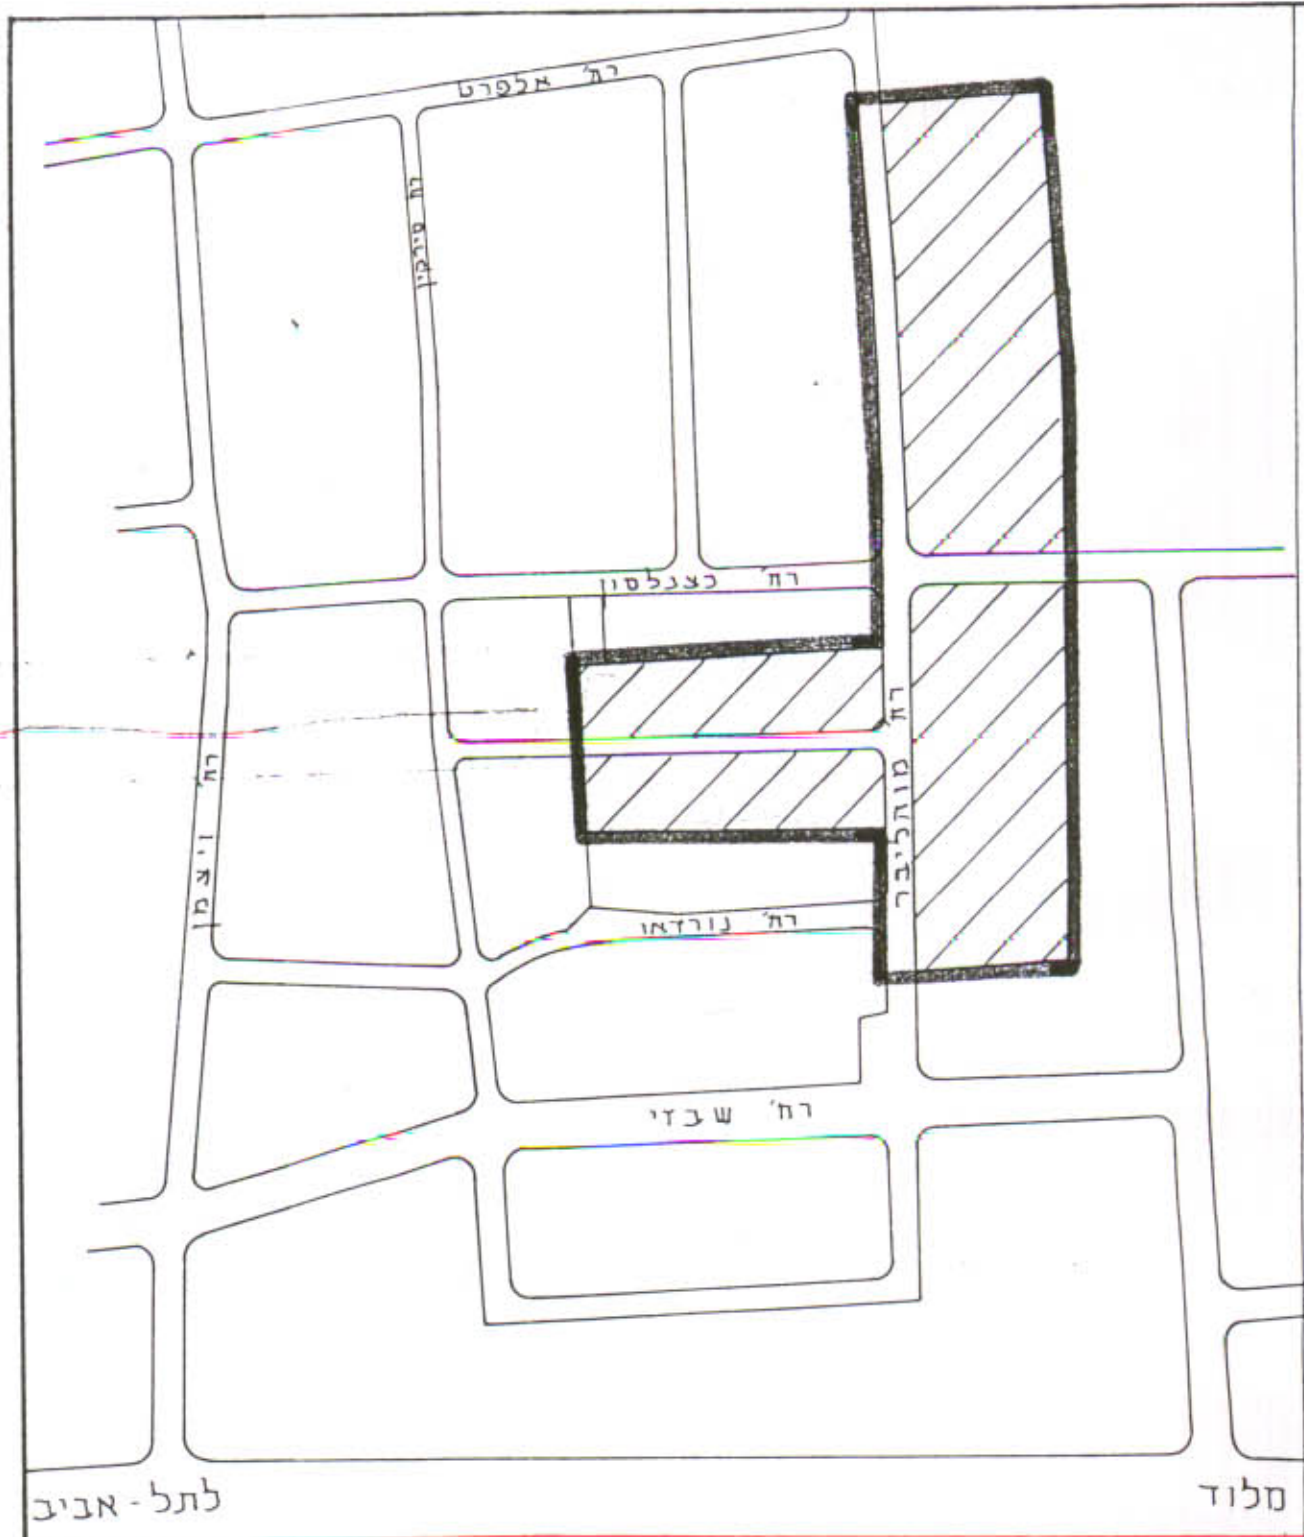 רח' אלפרט
רח' סירקין
רח' כצנלסון
רח' מוהליבר
רח' ויצמן
רח' נורדאו
רח' שבזי
לתל-אביב
מלוד